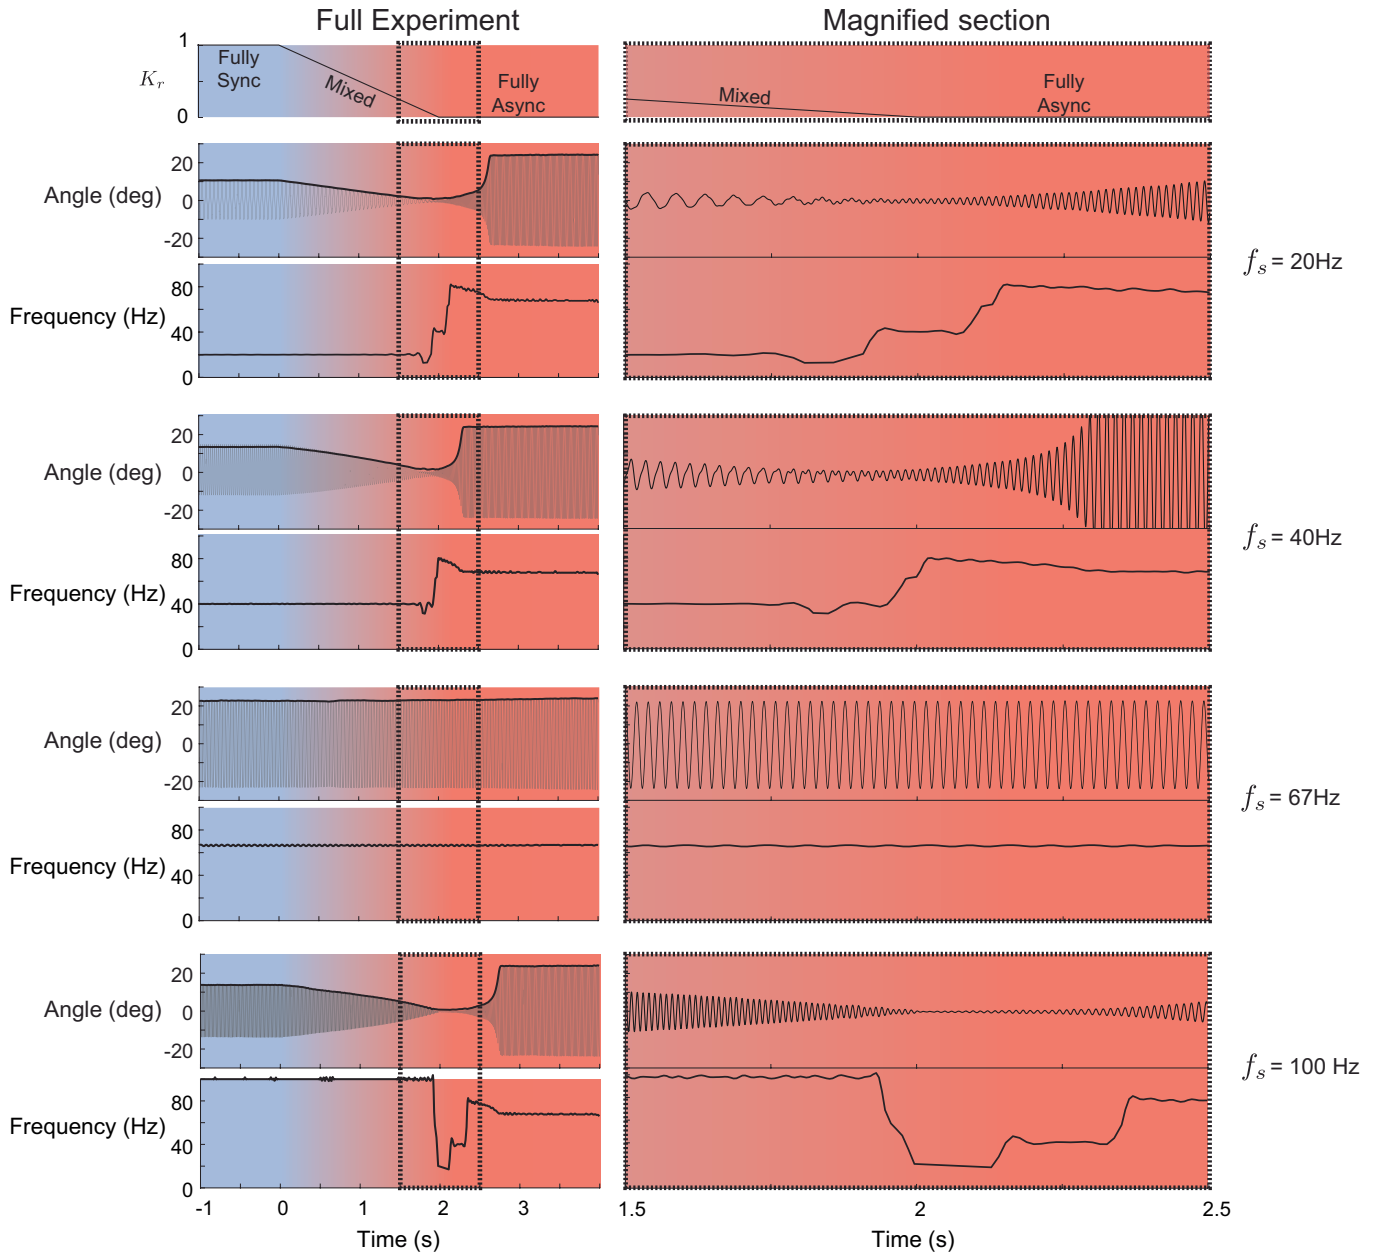 Full Experiment
Magnified section
1
K_r
0
Fully
Sync
Mixed
Fully
Async
Mixed
Fully
Async
Angle (deg)
20
0
-20
Frequency (Hz)
80
40
0
f_s = 20Hz
Angle (deg)
20
0
-20
Frequency (Hz)
80
40
0
f_s = 40Hz
Angle (deg)
20
0
-20
Frequency (Hz)
80
40
0
f_s = 67Hz
Angle (deg)
20
0
-20
Frequency (Hz)
80
40
0
f_s = 100 Hz
-1 0 1 2 3
Time (s)
1.5 2 2.5
Time (s)